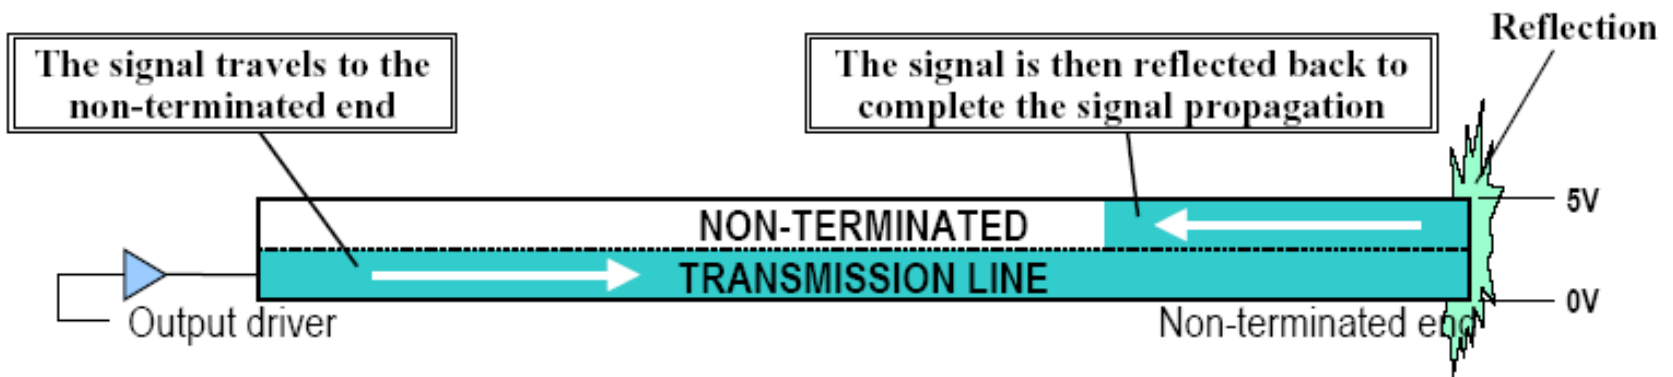 Reflection
The signal travels to the
non-terminated end
The signal is then reflected back to
complete the signal propagation
5V
NON-TERMINATED
TRANSMISSION LINE
0V
Output driver
Non-terminated end